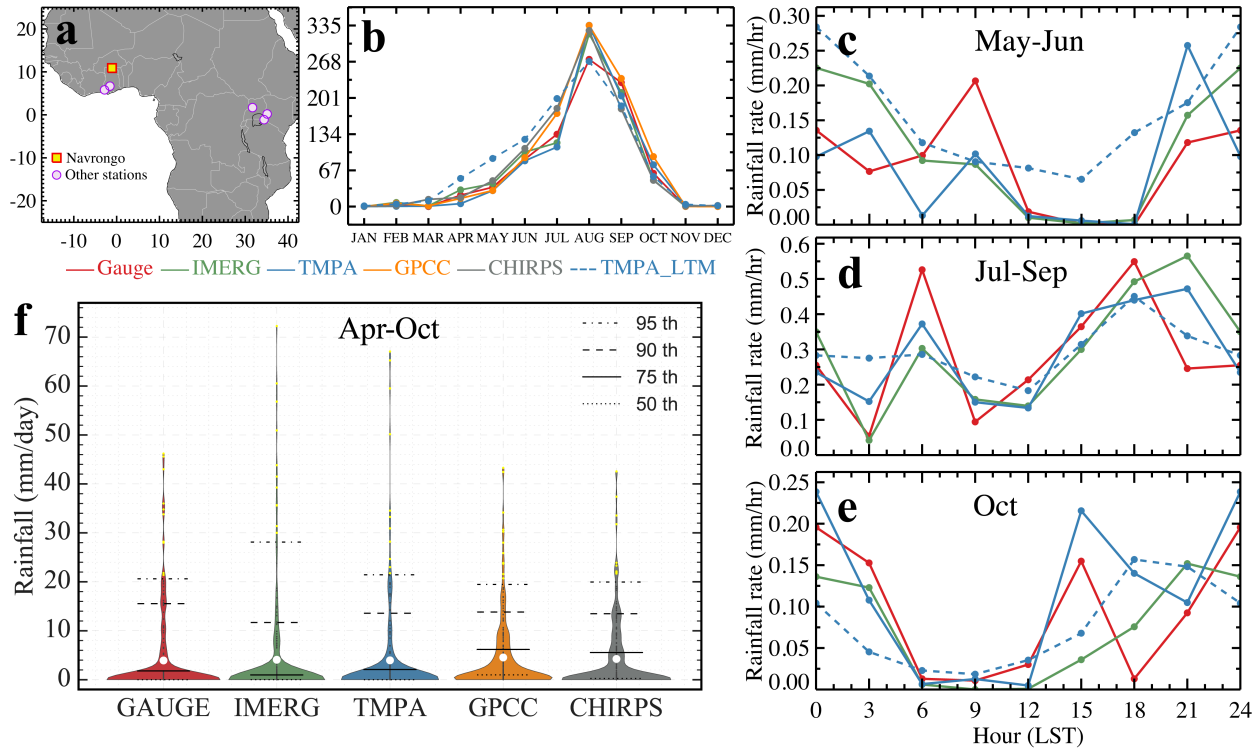 a
20
10
0
-10
-20
-10 0 10 20 30 40
Navrongo
Other stations
b
335
268
201
134
67
0
JAN FEB MAR APR MAY JUN JUL AUG SEP OCT NOV DEC
Gauge IMERG TMPA GPCC CHIRPS TMPA_LTM
c
May-Jun
Rainfall rate (mm/hr)
0.30
0.25
0.20
0.15
0.10
0.05
0.00
d
Jul-Sep
Rainfall rate (mm/hr)
0.6
0.5
0.4
0.3
0.2
0.1
0.0
e
Oct
Rainfall rate (mm/hr)
0.25
0.20
0.15
0.10
0.05
0.00
0 3 6 9 12 15 18 21 24
Hour (LST)
f
Apr-Oct
95 th
90 th
75 th
50 th
Rainfall (mm/day)
70
60
50
40
30
20
10
0
GAUGE IMERG TMPA GPCC CHIRPS